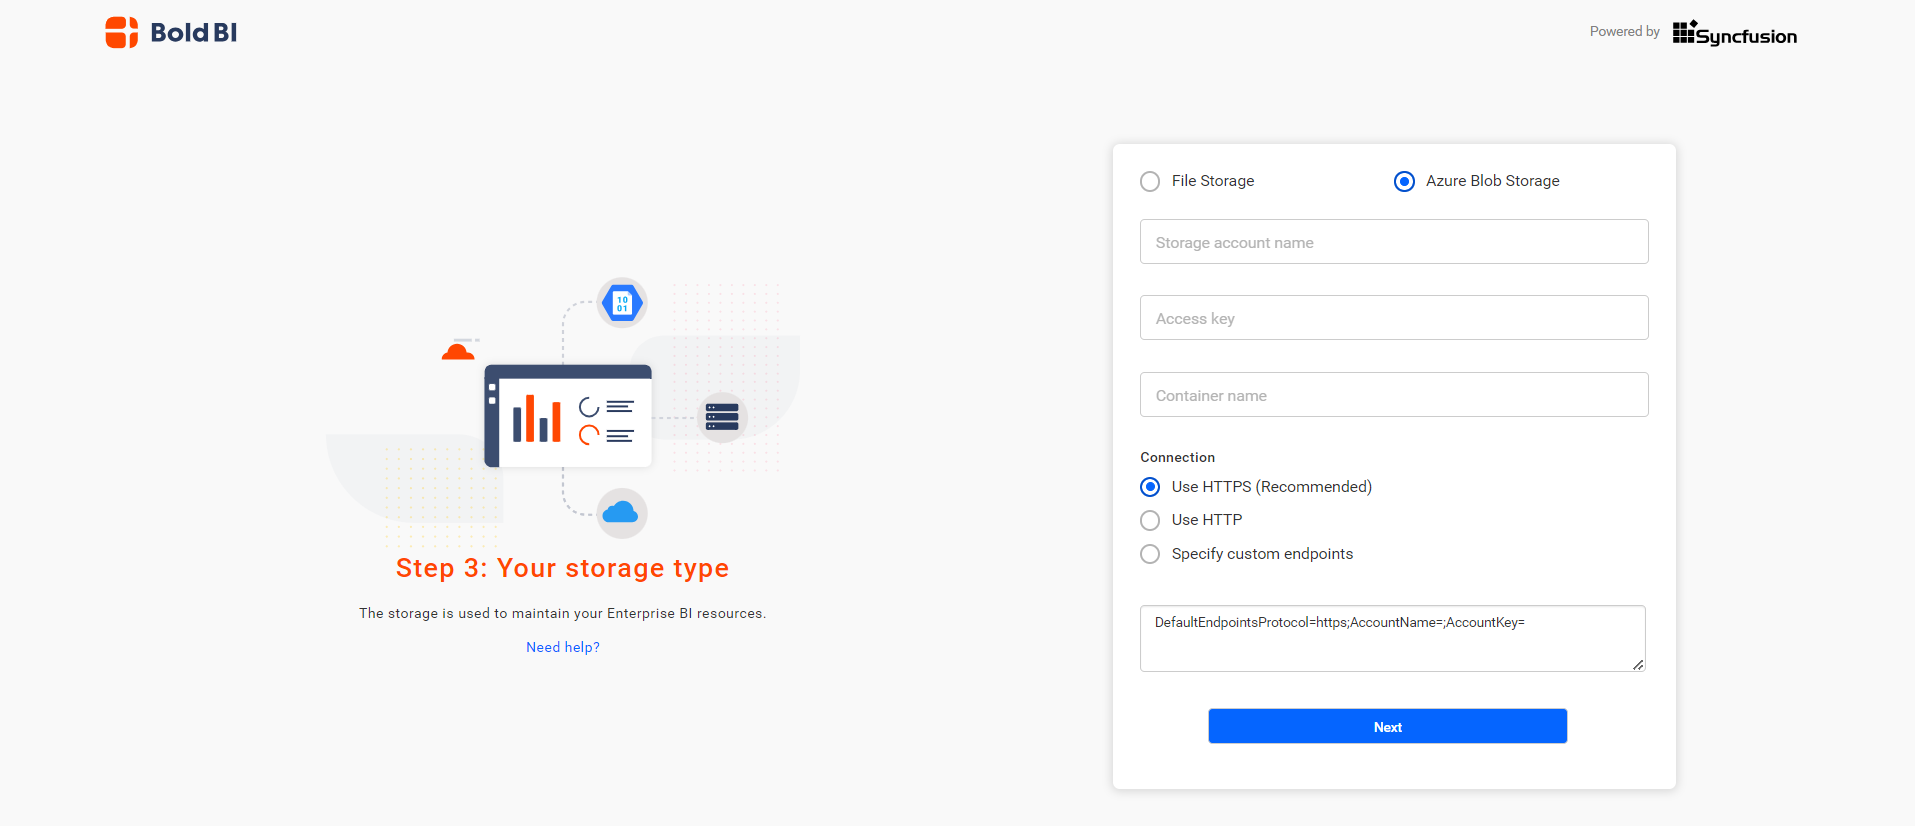 Bold BI
Powered by Syncfusion
File Storage
Azure Blob Storage
Storage account name
Access key
Container name
Connection
Use HTTPS (Recommended)
Use HTTP
Specify custom endpoints
DefaultEndpointsProtocol=https;AccountName=;AccountKey=
Next
10
01
Step 3: Your storage type
The storage is used to maintain your Enterprise BI resources.
Need help?